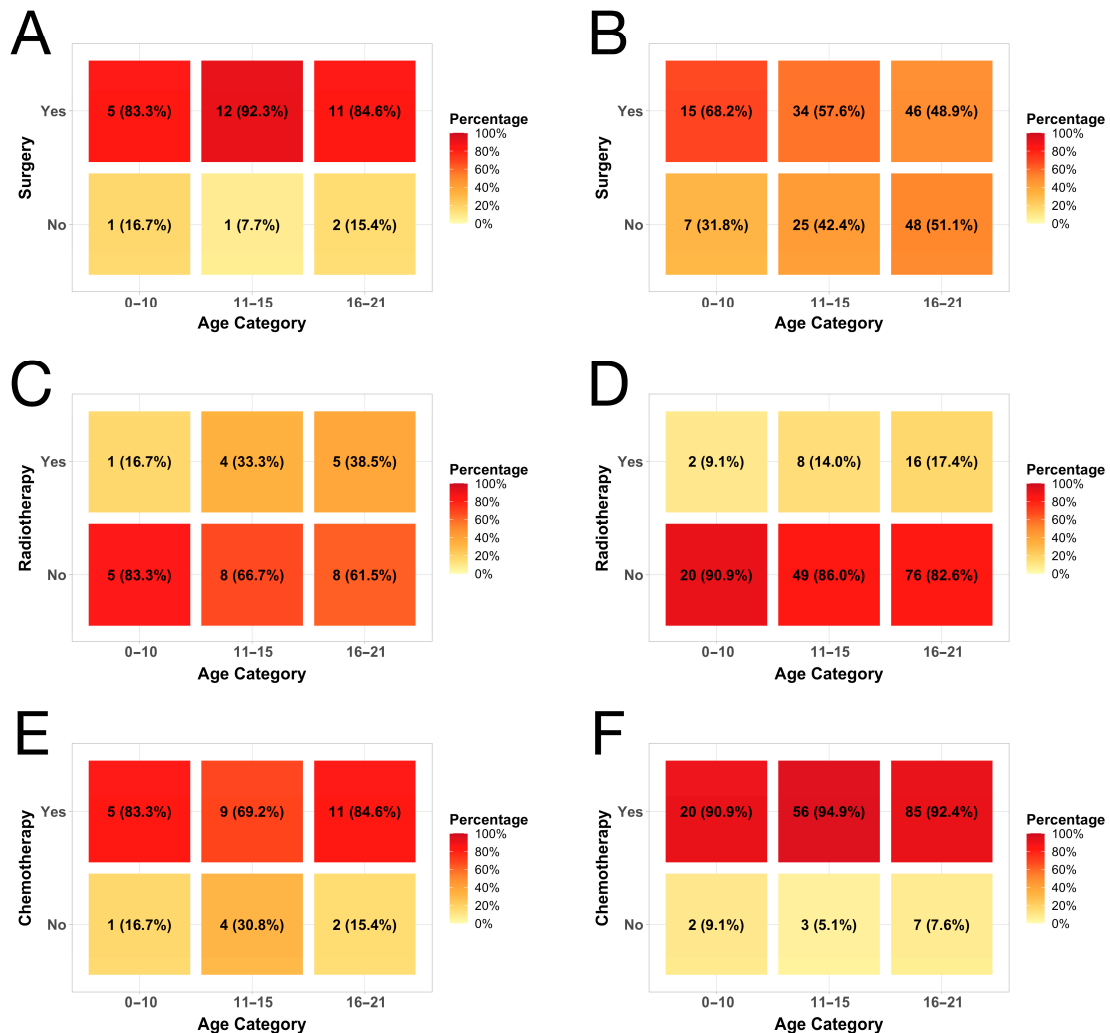 A
Surgery
Yes
No
5 (83.3%)
12 (92.3%)
11 (84.6%)
1 (16.7%)
1 (7.7%)
2 (15.4%)
0–10
11–15
16–21
Age Category
Percentage
100%
80%
60%
40%
20%
0%
B
Surgery
Yes
No
15 (68.2%)
34 (57.6%)
46 (48.9%)
7 (31.8%)
25 (42.4%)
48 (51.1%)
0–10
11–15
16–21
Age Category
Percentage
100%
80%
60%
40%
20%
0%
C
Radiotherapy
Yes
No
1 (16.7%)
4 (33.3%)
5 (38.5%)
5 (83.3%)
8 (66.7%)
8 (61.5%)
0–10
11–15
16–21
Age Category
Percentage
100%
80%
60%
40%
20%
0%
D
Radiotherapy
Yes
No
2 (9.1%)
8 (14.0%)
16 (17.4%)
20 (90.9%)
49 (86.0%)
76 (82.6%)
0–10
11–15
16–21
Age Category
Percentage
100%
80%
60%
40%
20%
0%
E
Chemotherapy
Yes
No
5 (83.3%)
9 (69.2%)
11 (84.6%)
1 (16.7%)
4 (30.8%)
2 (15.4%)
0–10
11–15
16–21
Age Category
Percentage
100%
80%
60%
40%
20%
0%
F
Chemotherapy
Yes
No
20 (90.9%)
56 (94.9%)
85 (92.4%)
2 (9.1%)
3 (5.1%)
7 (7.6%)
0–10
11–15
16–21
Age Category
Percentage
100%
80%
60%
40%
20%
0%